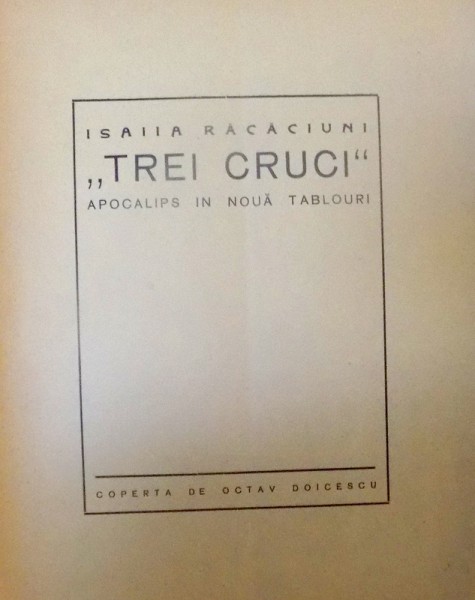 ISAIIA RĂCĂCIUNI
„TREI CRUCI“
APOCALIPS IN NOUĂ TABLOURI
COPERTA DE OCTAV DOICESCU